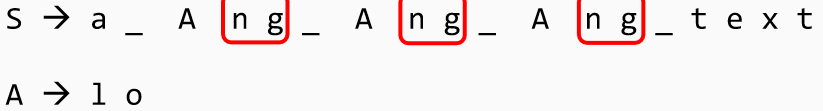 S → a _ A n g _ A n g _ A n g _ t e x t
A → l o